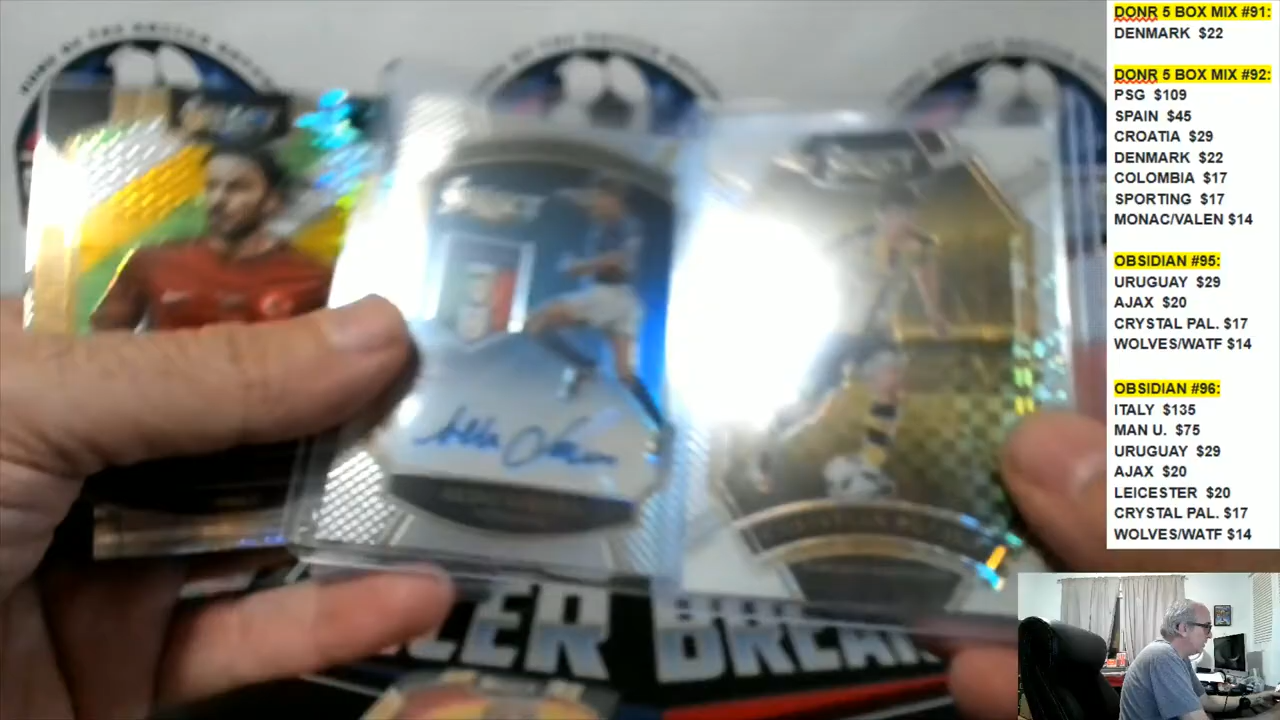 DONR 5 BOX MIX #91:
DENMARK $22
DONR 5 BOX MIX #92:
PSG $109
SPAIN $45
CROATIA $29
DENMARK $22
COLOMBIA $17
SPORTING $17
MONAC/VALEN $14
OBSIDIAN #95:
URUGUAY $29
AJAX $20
CRYSTAL PAL. $17
WOLVES/WATF $14
OBSIDIAN #96:
ITALY $135
MAN U. $75
URUGUAY $29
AJAX $20
LEICESTER $20
CRYSTAL PAL. $17
WOLVES/WATF $14